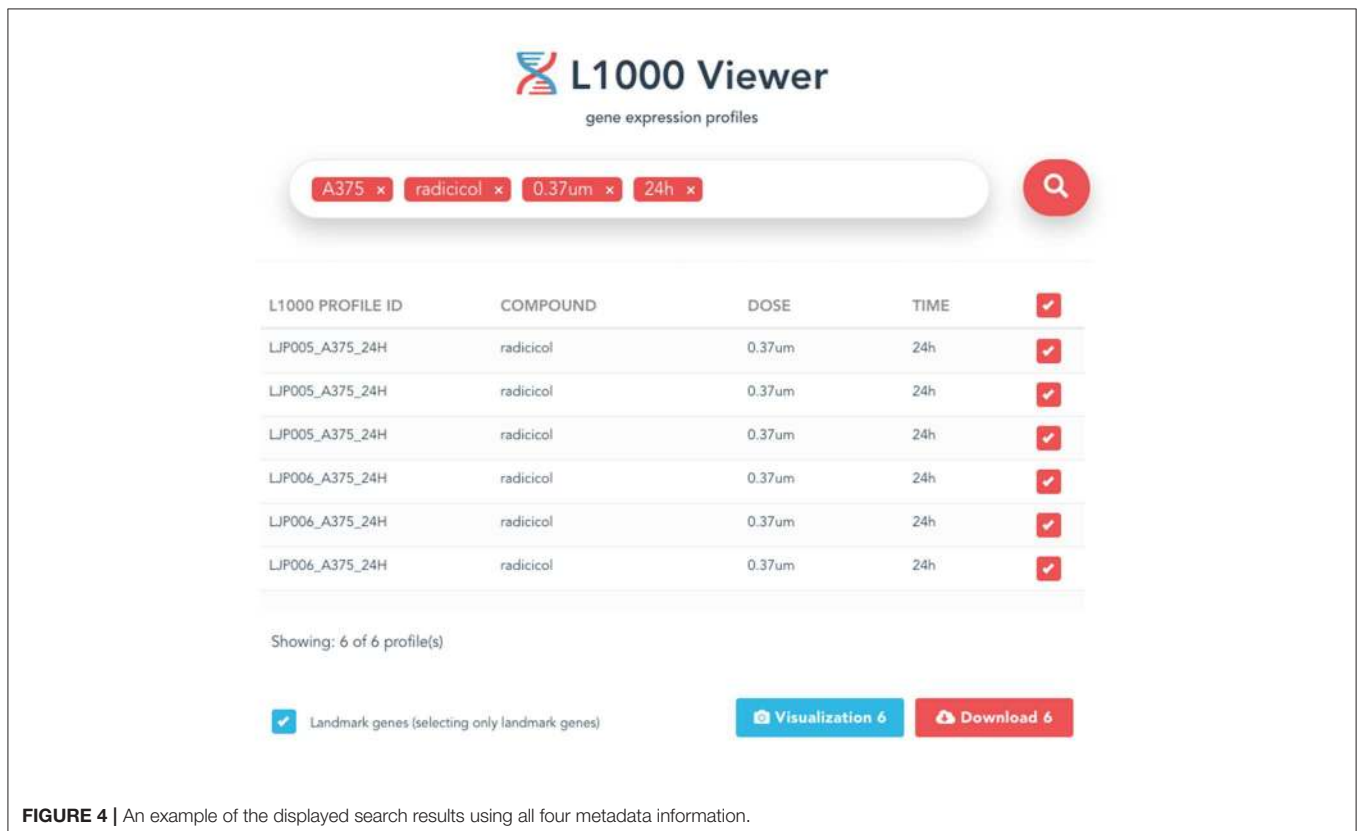 L1000 Viewer
gene expression profiles
A375 × radicicol × 0.37um × 24h ×
L1000 PROFILE ID COMPOUND DOSE TIME
LJP005_A375_24H radicicol 0.37um 24h
LJP005_A375_24H radicicol 0.37um 24h
LJP005_A375_24H radicicol 0.37um 24h
LJP006_A375_24H radicicol 0.37um 24h
LJP006_A375_24H radicicol 0.37um 24h
LJP006_A375_24H radicicol 0.37um 24h
Showing: 6 of 6 profile(s)
Landmark genes (selecting only landmark genes) Visualization 6 Download 6
FIGURE 4 | An example of the displayed search results using all four metadata information.